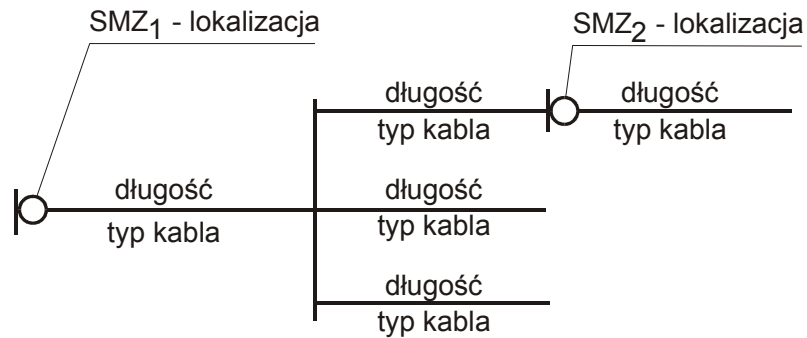 SMZ1 - lokalizacja
SMZ2 - lokalizacja
długość
typ kabla
długość
typ kabla
długość
typ kabla
długość
typ kabla
długość
typ kabla